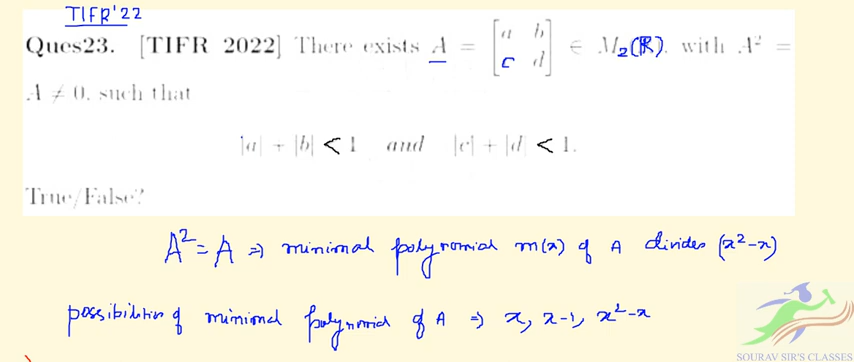 TIFR'22
Ques23. [TIFR 2022] There exists A = [a b; c d] ∈ M₂(ℝ). with A² =
A ≠ 0. such that
|a| + |b| < 1 and |c| + |d| < 1.
True/False?
A² = A ⇒ minimal polynomial m(x) of A divides (x²-x)
possibilities of minimal polynomial of A ⇒ x, x-1, x²-x
SOURAV SIR'S CLASSES